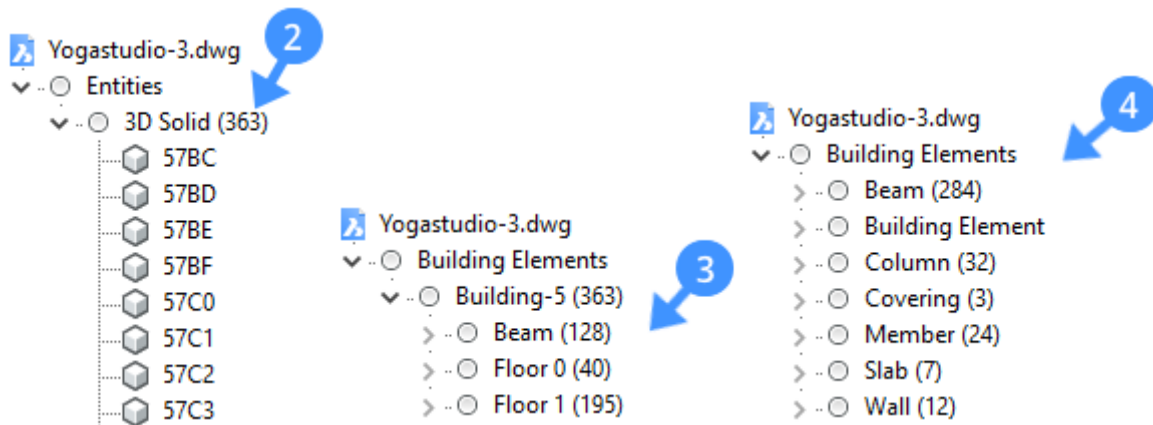 2
Yogastudio-3.dwg
Entities
3D Solid (363)
57BC
57BD
57BE
57BF
57C0
57C1
57C2
57C3
3
Yogastudio-3.dwg
Building Elements
Building-5 (363)
Beam (128)
Floor 0 (40)
Floor 1 (195)
4
Yogastudio-3.dwg
Building Elements
Beam (284)
Building Element
Column (32)
Covering (3)
Member (24)
Slab (7)
Wall (12)